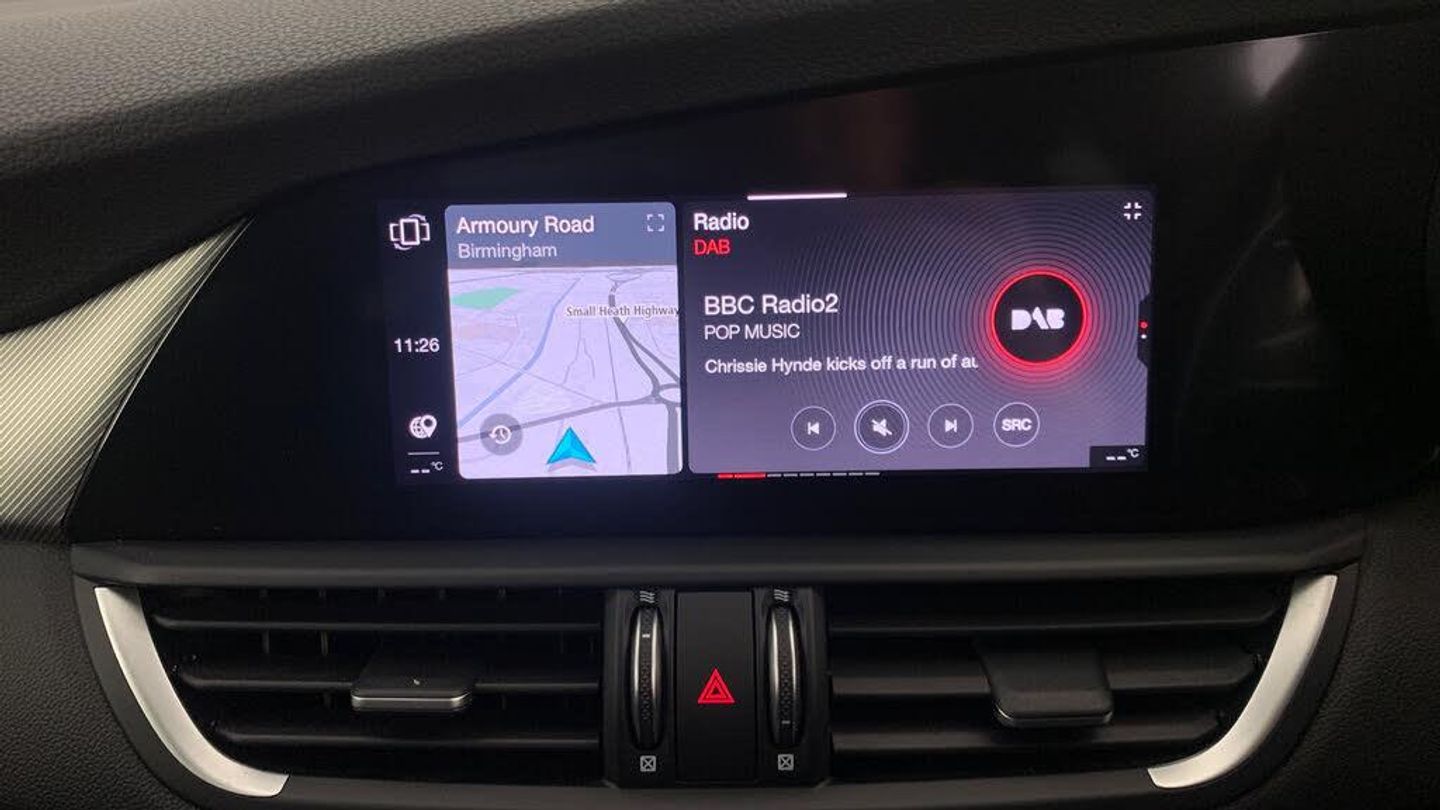 Armoury Road
Birmingham
Small Heath Highway
11:26
--°C
Radio
DAB
BBC Radio2
POP MUSIC
Chrissie Hynde kicks off a run of au
DAB
SRC
--°C